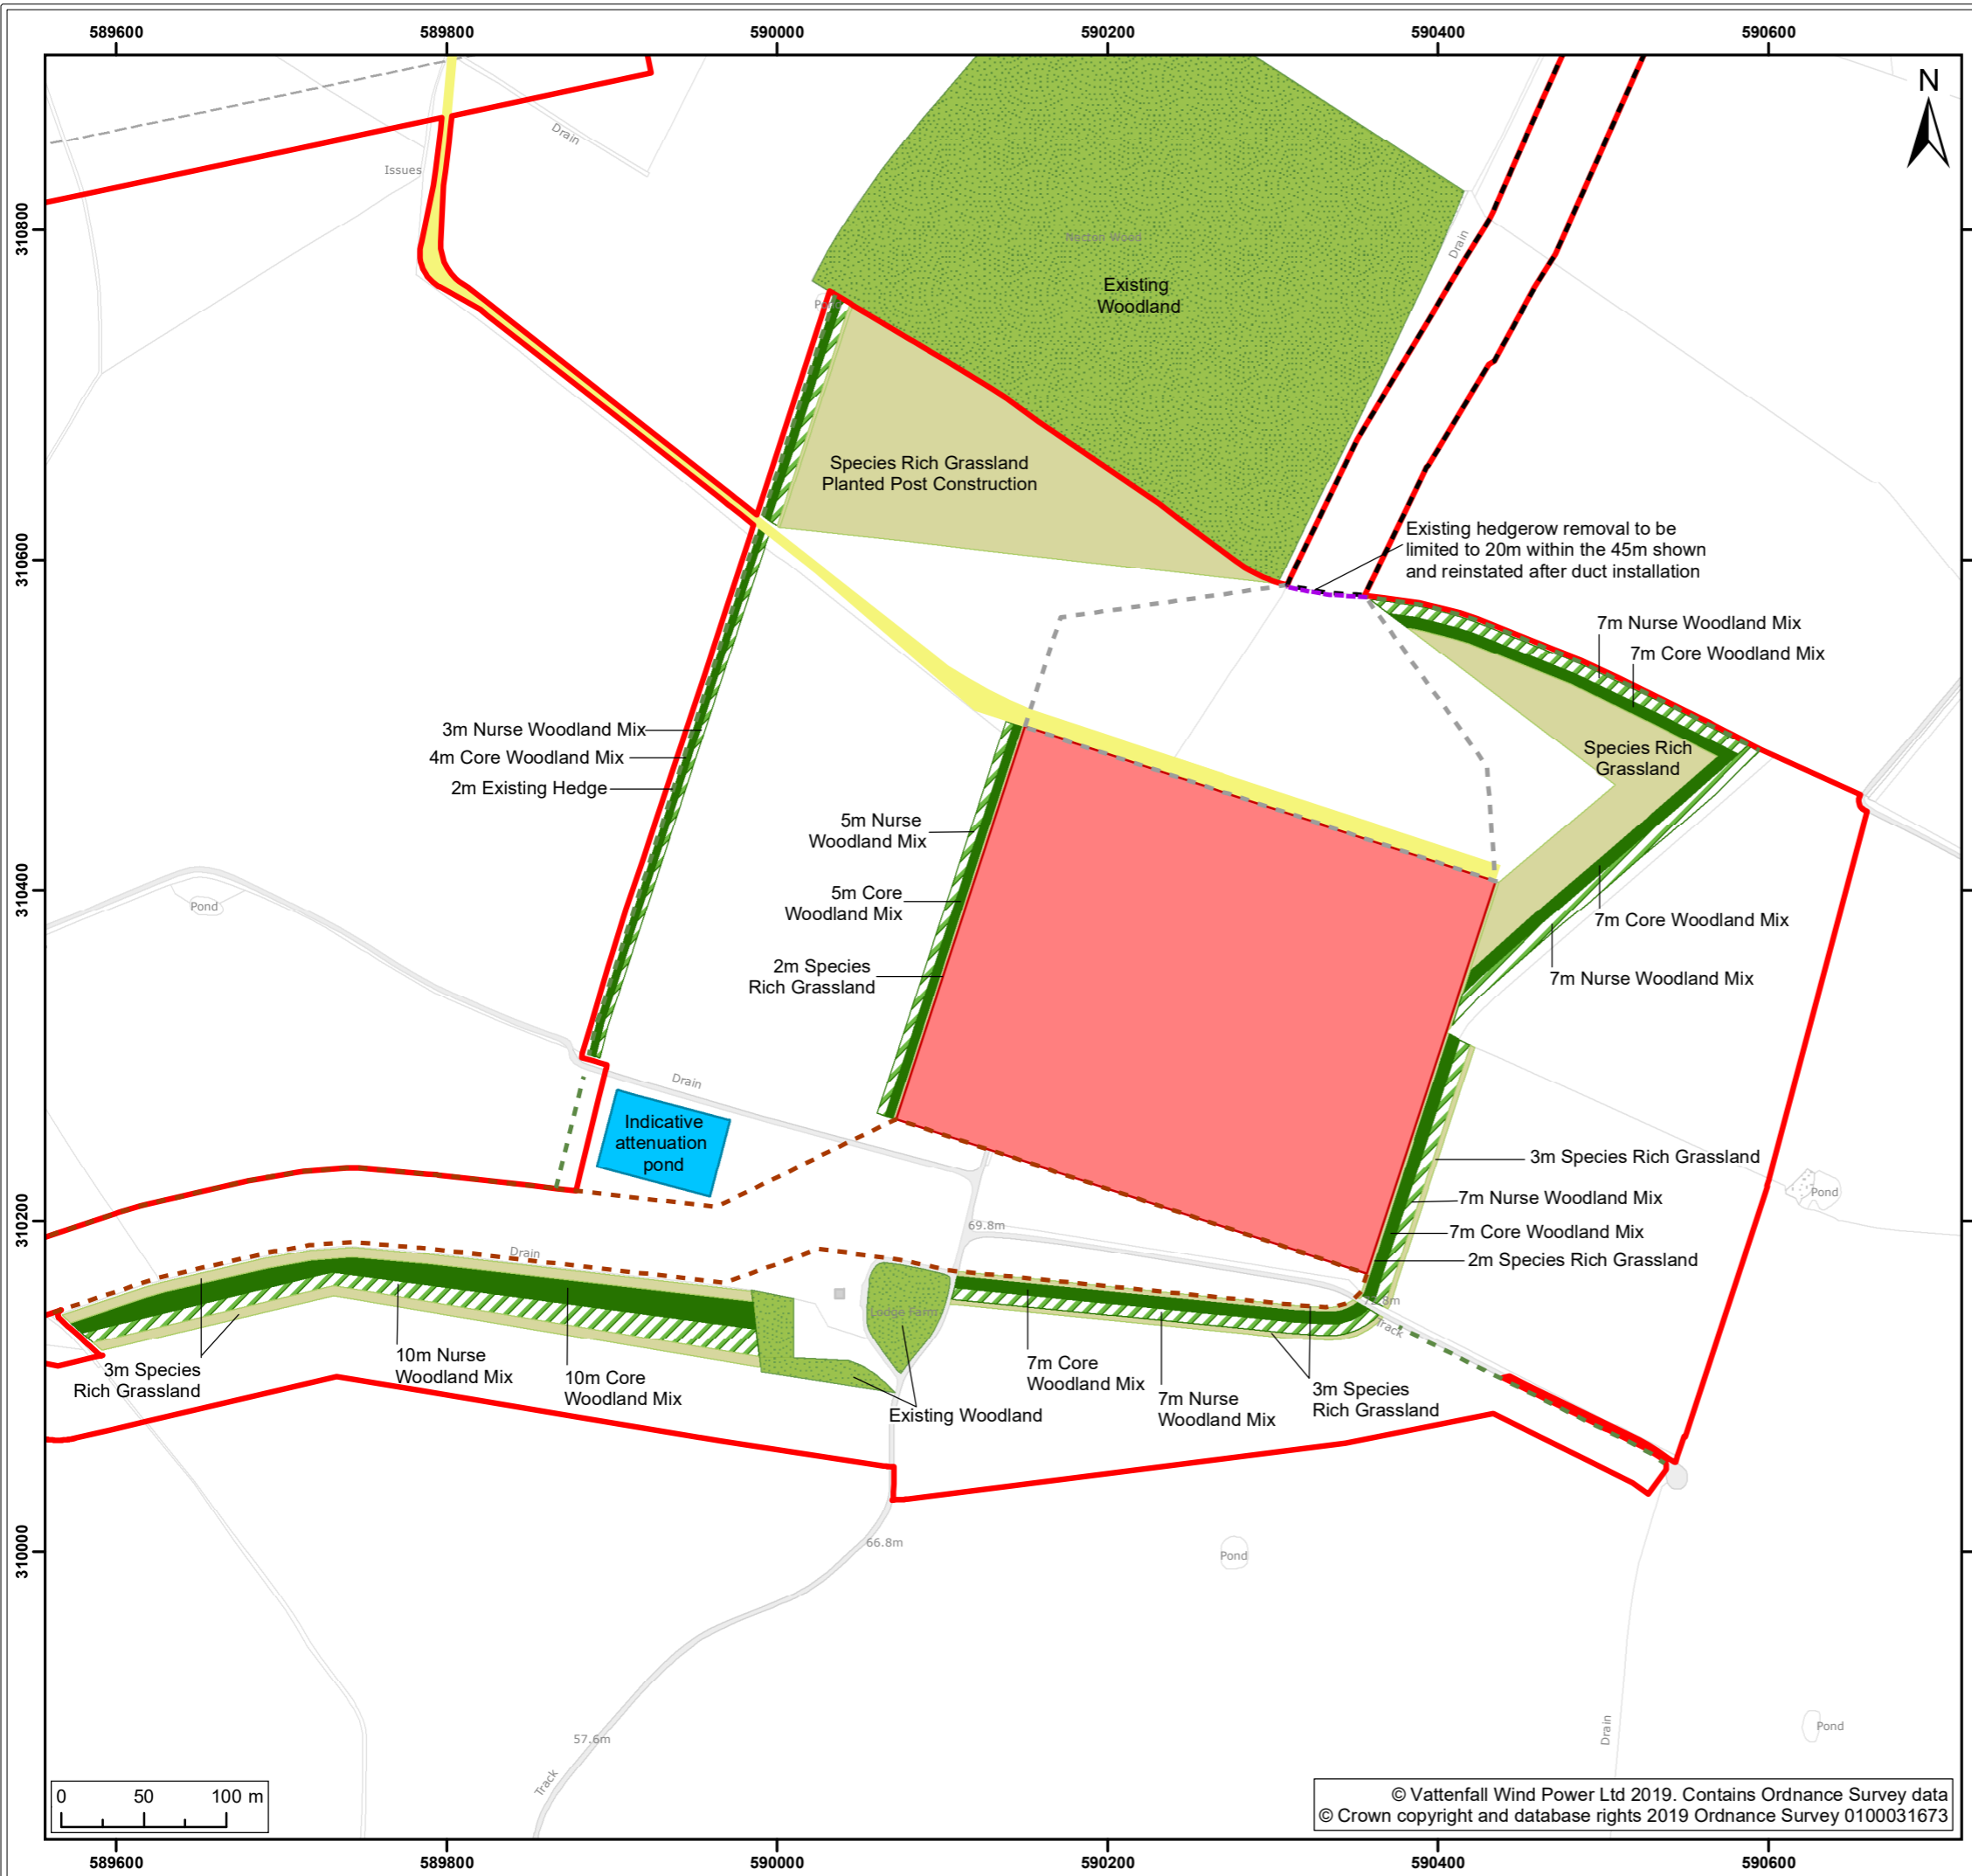 589600
589800
590000
590200
590400
590600
N
Drain
Issues
310800
Necton Wood
Drain
Existing
Woodland
Species Rich Grassland
Planted Post Construction
Existing hedgerow removal to be
limited to 20m within the 45m shown
and reinstated after duct installation
310600
7m Nurse Woodland Mix
7m Core Woodland Mix
3m Nurse Woodland Mix
4m Core Woodland Mix
2m Existing Hedge
Species Rich
Grassland
5m Nurse
Woodland Mix
5m Core
Woodland Mix
2m Species
Rich Grassland
310400
Pond
7m Core Woodland Mix
7m Nurse Woodland Mix
Drain
Indicative
attenuation
pond
3m Species Rich Grassland
7m Nurse Woodland Mix
7m Core Woodland Mix
2m Species Rich Grassland
Pond
310200
69.8m
Drain
Lodge Farm
Track
3m Species
Rich Grassland
10m Nurse
Woodland Mix
10m Core
Woodland Mix
Existing Woodland
7m Core
Woodland Mix
7m Nurse
Woodland Mix
3m Species
Rich Grassland
310000
66.8m
Pond
57.6m
Track
Drain
Pond
0 50 100 m
© Vattenfall Wind Power Ltd 2019. Contains Ordnance Survey data
© Crown copyright and database rights 2019 Ordnance Survey 0100031673
589600
589800
590000
590200
590400
590600